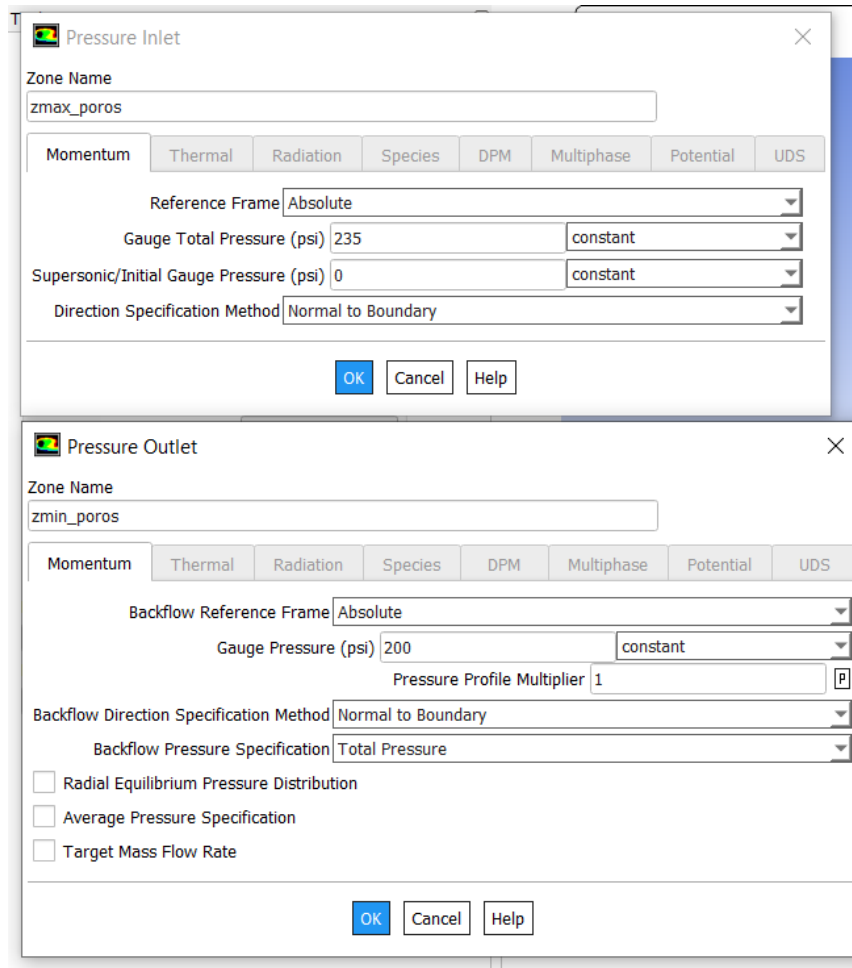 Pressure Inlet
Zone Name
zmax_poros
Momentum Thermal Radiation Species DPM Multiphase Potential UDS
Reference Frame Absolute
Gauge Total Pressure (psi) 235 constant
Supersonic/Initial Gauge Pressure (psi) 0 constant
Direction Specification Method Normal to Boundary
OK Cancel Help
Pressure Outlet
Zone Name
zmin_poros
Momentum Thermal Radiation Species DPM Multiphase Potential UDS
Backflow Reference Frame Absolute
Gauge Pressure (psi) 200 constant
Pressure Profile Multiplier 1 P
Backflow Direction Specification Method Normal to Boundary
Backflow Pressure Specification Total Pressure
Radial Equilibrium Pressure Distribution
Average Pressure Specification
Target Mass Flow Rate
OK Cancel Help